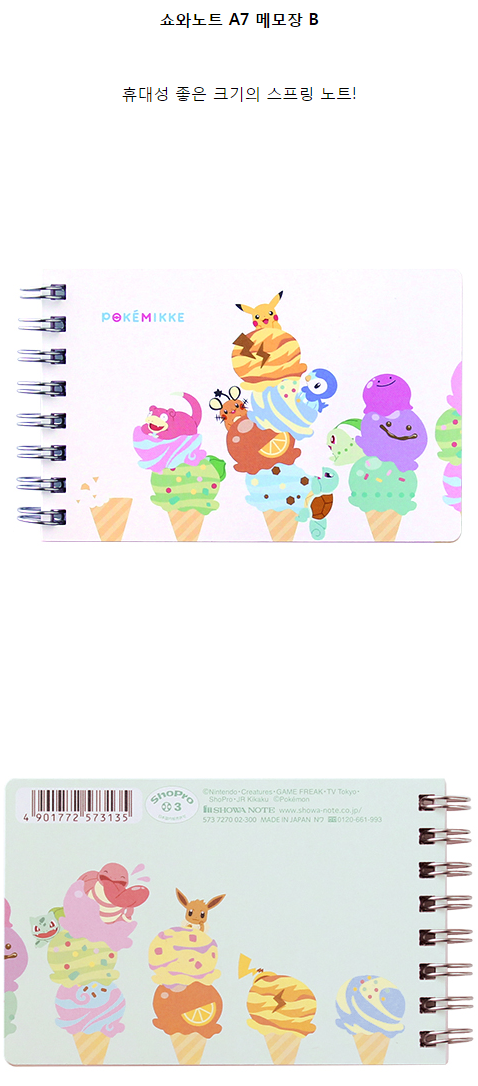 쇼와노트 A7 메모장 B
휴대성 좋은 크기의 스프링 노트!
POKÉMIKKE
ShoPro
3
©Nintendo・Creatures・GAME FREAK・TV Tokyo・
ShoPro・JR Kikaku ©Pokémon
SHOWA NOTE www.showa-note.co.jp/
573 7270 02-300 MADE IN JAPAN N7 ☎0120-661-993
4 901772 573135